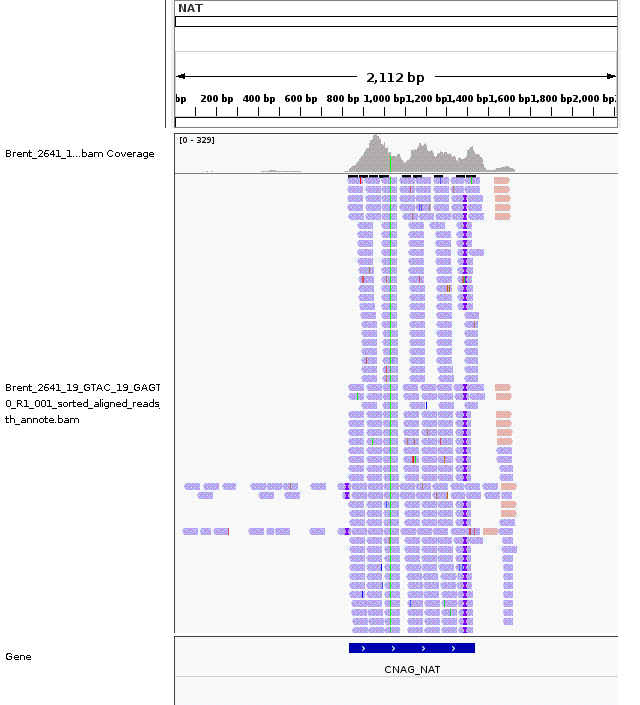 NAT
2,112 bp
bp 200 bp 400 bp 600 bp 800 bp 1,000 bp 1,200 bp 1,400 bp 1,600 bp 1,800 bp 2,000 bp
[0 - 329]
Brent_2641_1...bam Coverage
Brent_2641_19_GTAC_19_GAGT
0_R1_001_sorted_aligned_reads_
th_annote.bam
Gene
CNAG_NAT